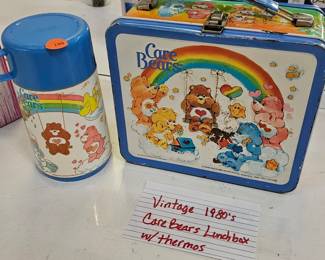 Care
Bears
Care
Bears
Vintage 1980's
Care Bears Lunchbox
w/ thermos